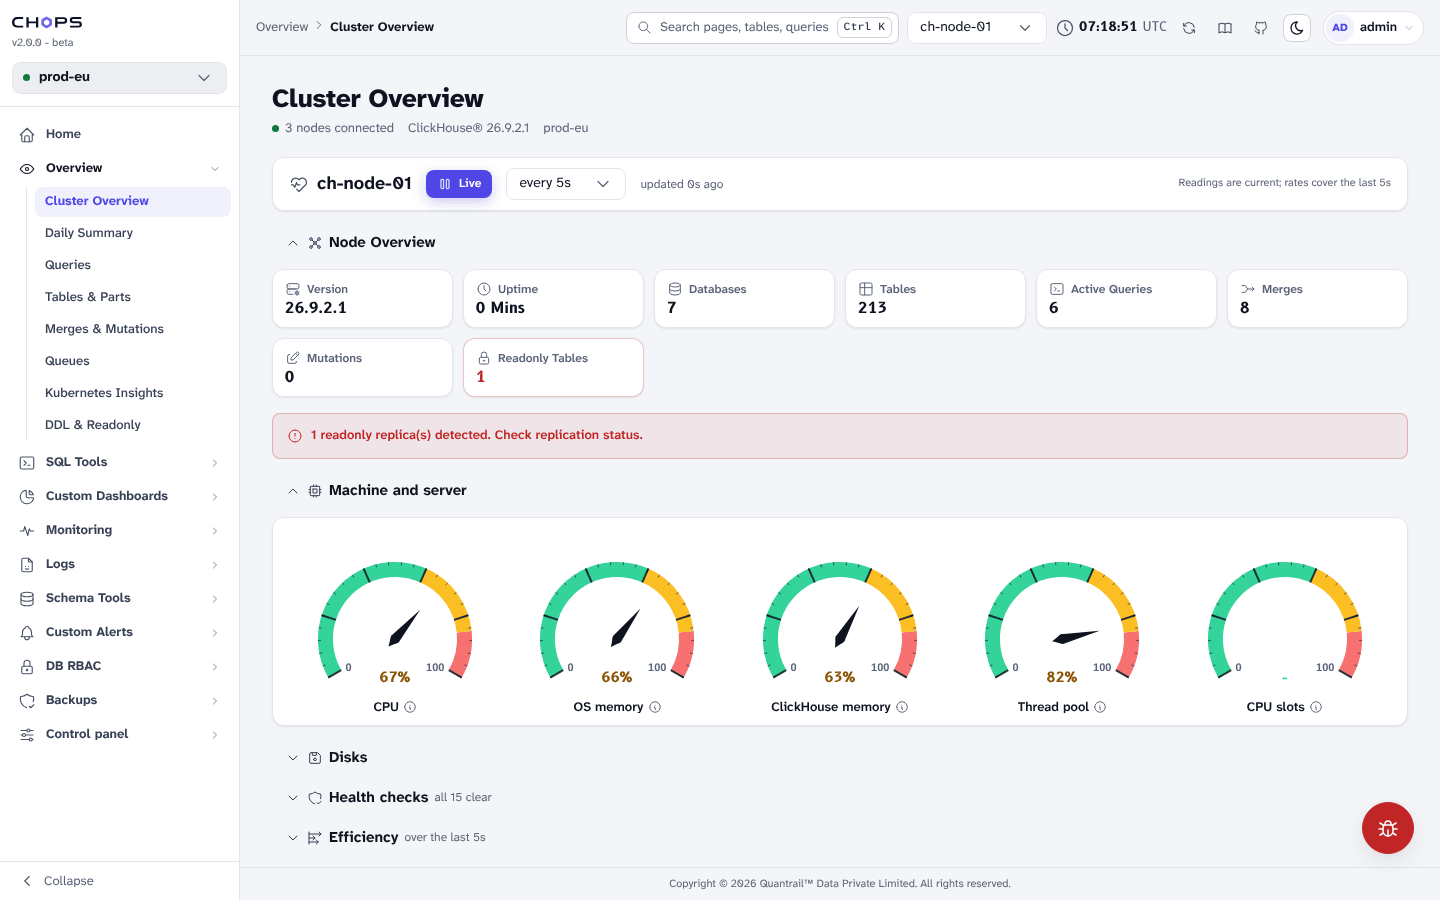 CHOPS
v2.0.0 - beta
prod-eu
Home
Overview
Cluster Overview
Daily Summary
Queries
Tables & Parts
Merges & Mutations
Queues
Kubernetes Insights
DDL & Readonly
SQL Tools
Custom Dashboards
Monitoring
Logs
Schema Tools
Custom Alerts
DB RBAC
Backups
Control panel
Collapse
Overview Cluster Overview
Search pages, tables, queries Ctrl K
ch-node-01
07:18:51 UTC
AD admin
Cluster Overview
3 nodes connected ClickHouse® 26.9.2.1 prod-eu
ch-node-01 Live every 5s updated 0s ago
Readings are current; rates cover the last 5s
Node Overview
Version
26.9.2.1
Uptime
0 Mins
Databases
7
Tables
213
Active Queries
6
Merges
8
Mutations
0
Readonly Tables
1
1 readonly replica(s) detected. Check replication status.
Machine and server
0 100
67%
CPU
0 100
66%
OS memory
0 100
63%
ClickHouse memory
0 100
82%
Thread pool
0 100
-
CPU slots
Disks
Health checks all 15 clear
Efficiency over the last 5s
Copyright © 2026 Quantrail™ Data Private Limited. All rights reserved.